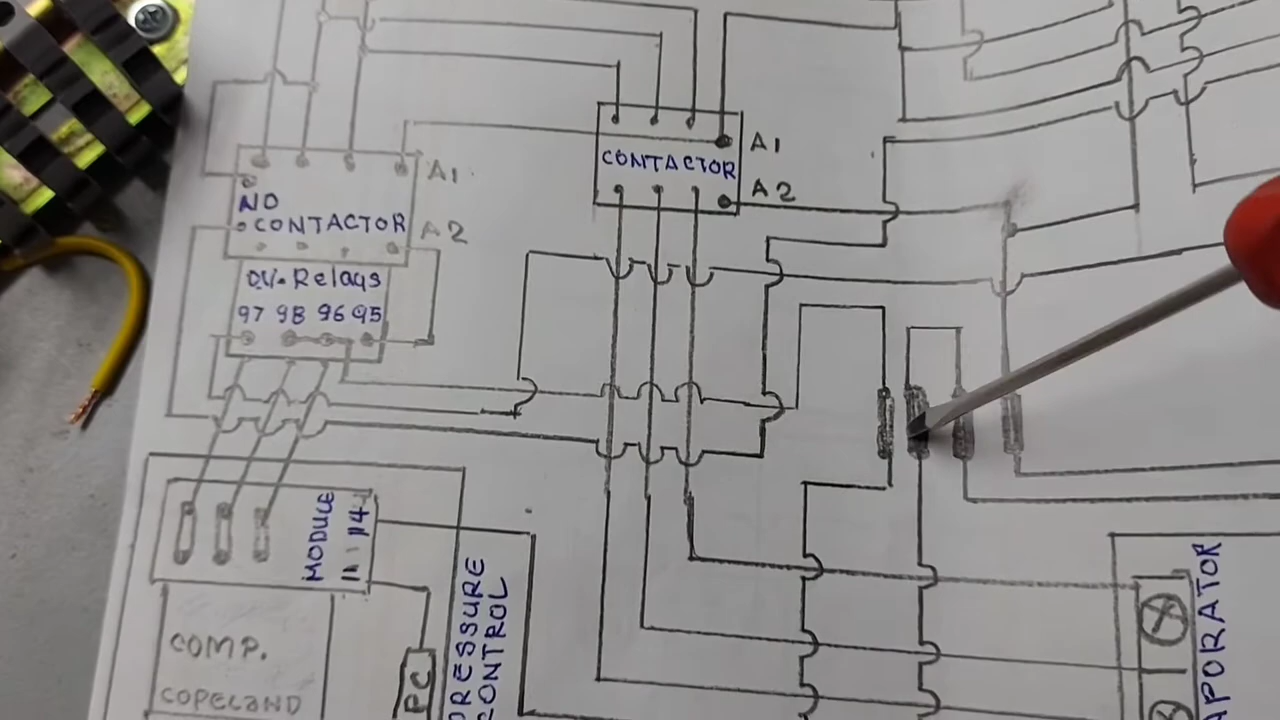 A1
CONTACTOR
A2
A1
NO
CONTACTOR
A2
OV. Relays
97 98 96 95
MODULE
11 14
COMP.
COPELAND
PC
PRESSURE
CONTROL
APORATOR